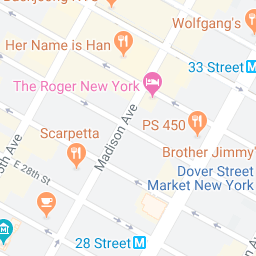 Wolfgang's
Her Name is Han
33 Street M
The Roger New York
PS 450
Scarpetta
Madison Ave
Brother Jimmy'
Dover Street
Market New York
E 28th St
28 Street M